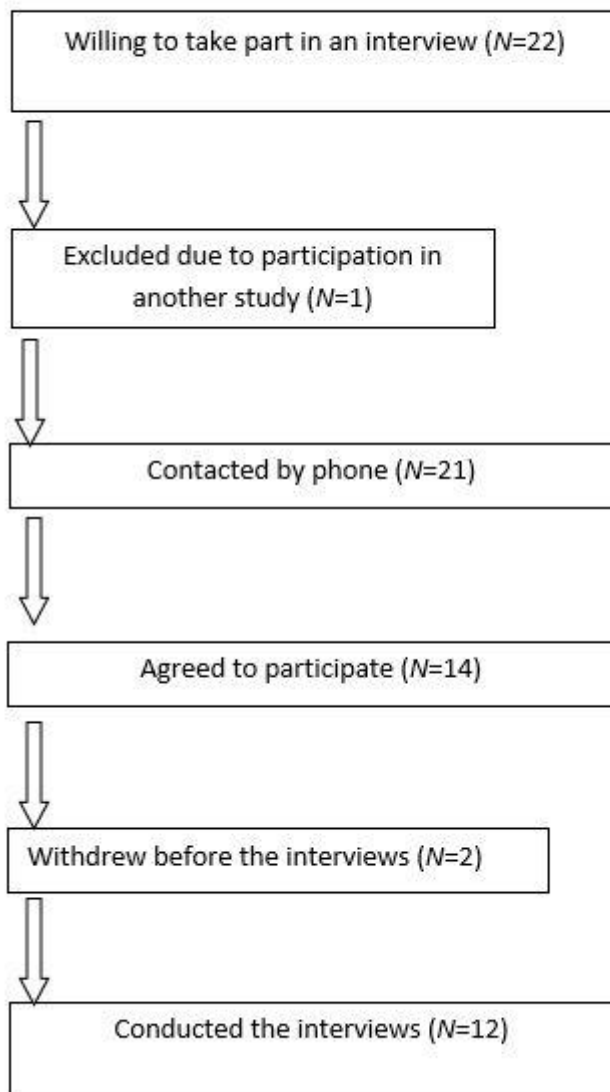 Willing to take part in an interview (N=22)
Excluded due to participation in
another study (N=1)
Contacted by phone (N=21)
Agreed to participate (N=14)
Withdrew before the interviews (N=2)
Conducted the interviews (N=12)